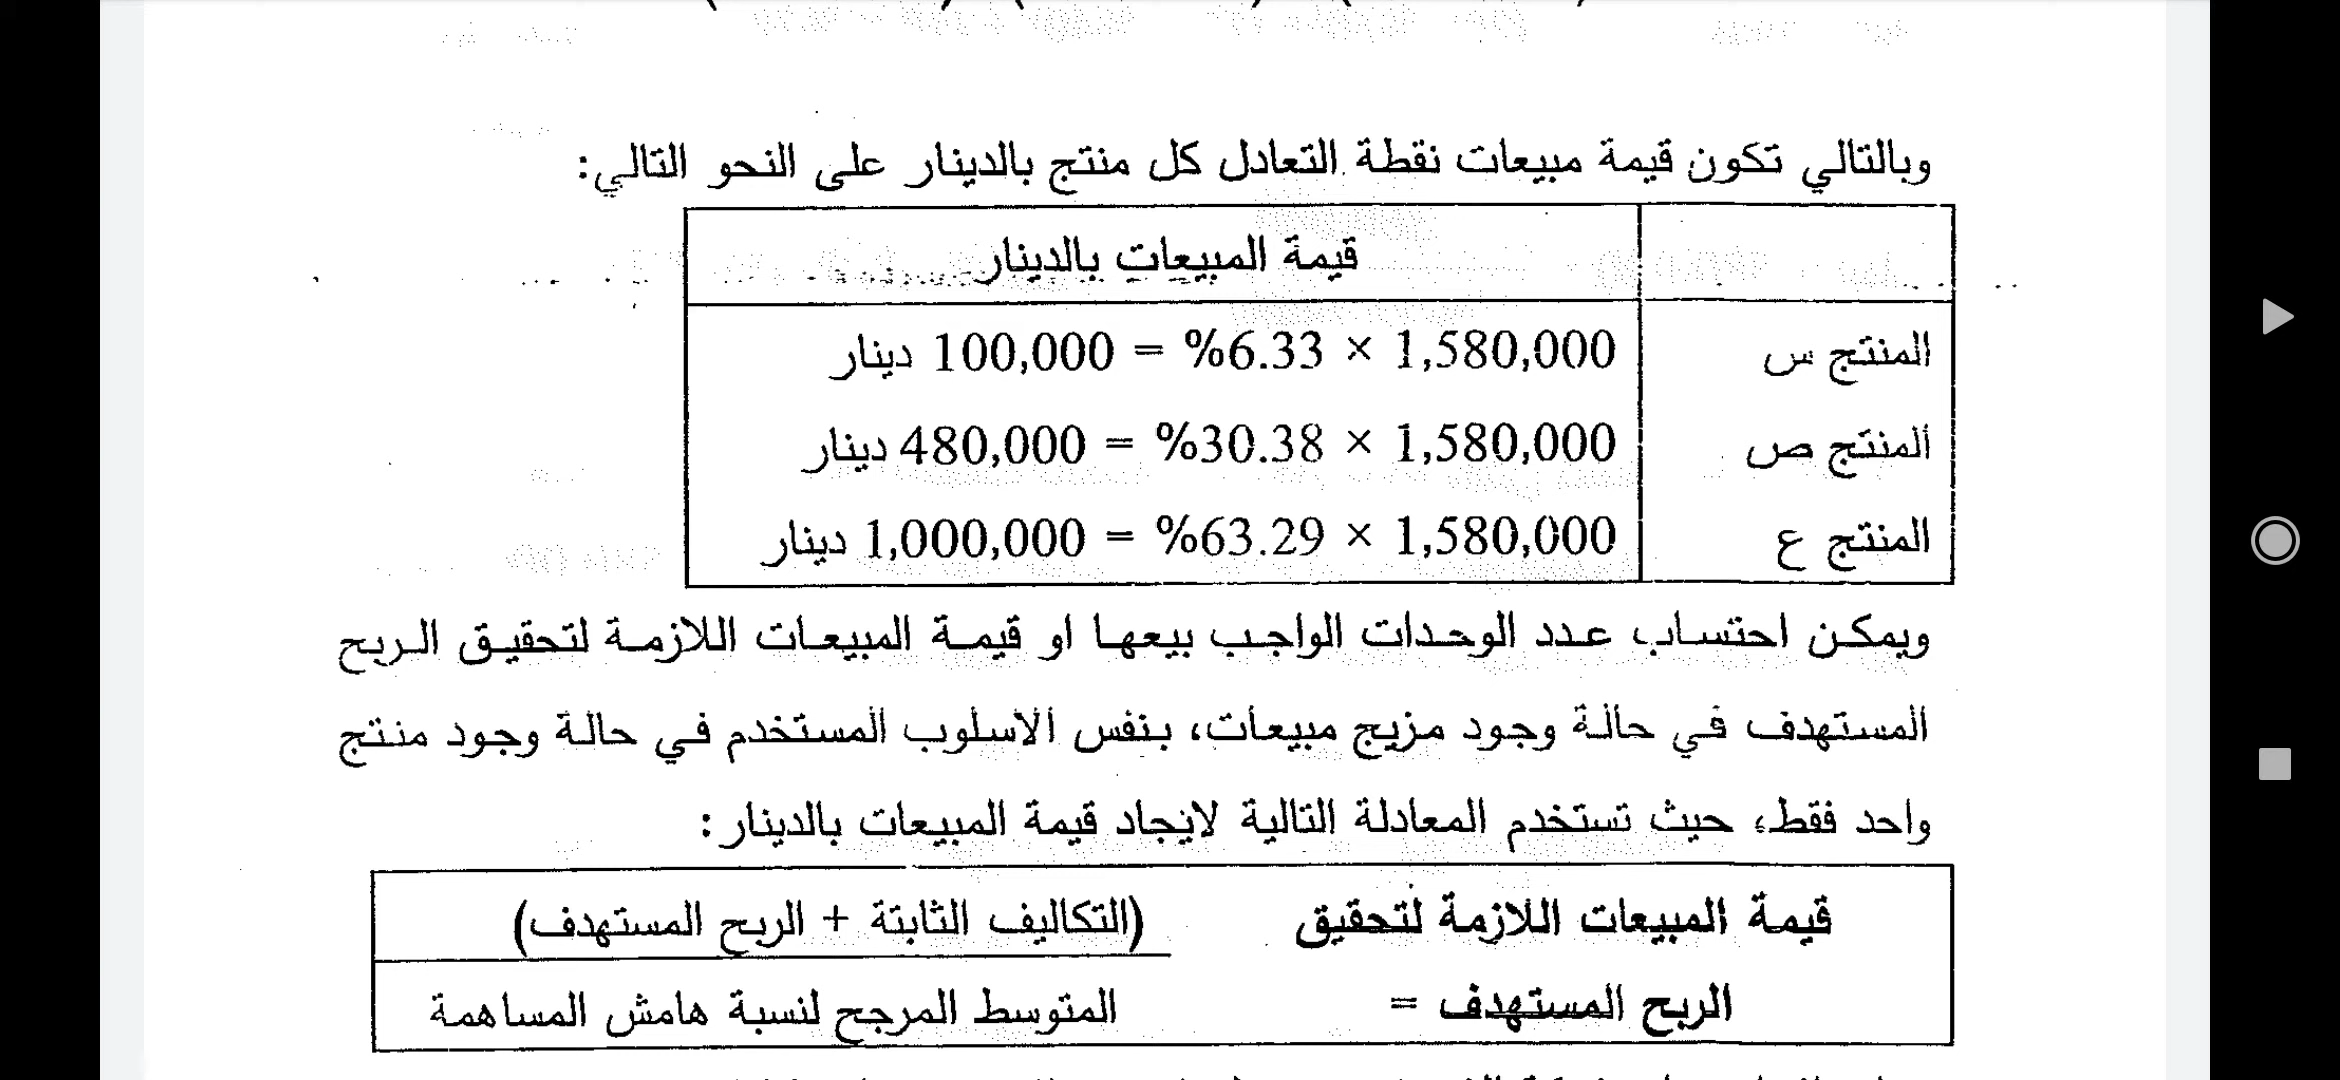 وبالتالي تكون قيمة مبيعات نقطة التعادل كل منتج بالدينار على النحو التالي:
قيمة المبيعات بالدينار
المنتج س 1,580,000 × 6.33% = 100,000 دينار
المنتج ص 1,580,000 × 30.38% = 480,000 دينار
المنتج ع 1,580,000 × 63.29% = 1,000,000 دينار
ويمكن احتساب عدد الوحدات الواجب بيعها او قيمة المبيعات اللازمة لتحقيق الربح
المستهدف في حالة وجود مزيج مبيعات، بنفس الاسلوب المستخدم في حالة وجود منتج
واحد فقط، حيث تستخدم المعادلة التالية لايجاد قيمة المبيعات بالدينار:
قيمة المبيعات اللازمة لتحقيق (التكاليف الثابتة + الربح المستهدف)
الربح المستهدف = المتوسط المرجح لنسبة هامش المساهمة